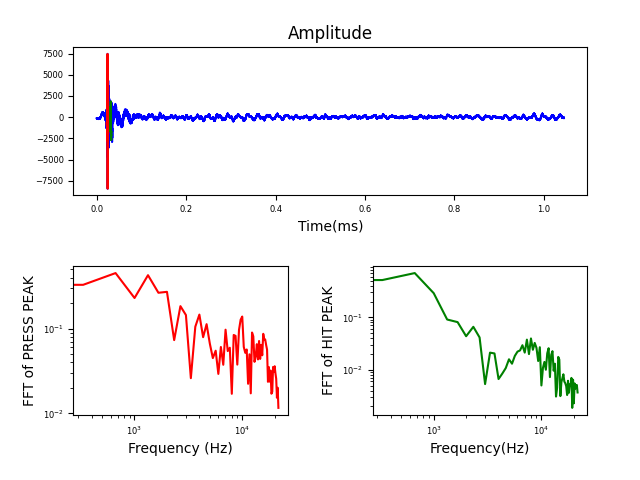 Amplitude
7500
5000
2500
0
−2500
−5000
−7500
0.0 0.2 0.4 0.6 0.8 1.0
Time(ms)
FFT of PRESS PEAK
10⁻¹
10⁻²
10³ 10⁴
Frequency (Hz)
FFT of HIT PEAK
10⁻¹
10⁻²
10³ 10⁴
Frequency(Hz)